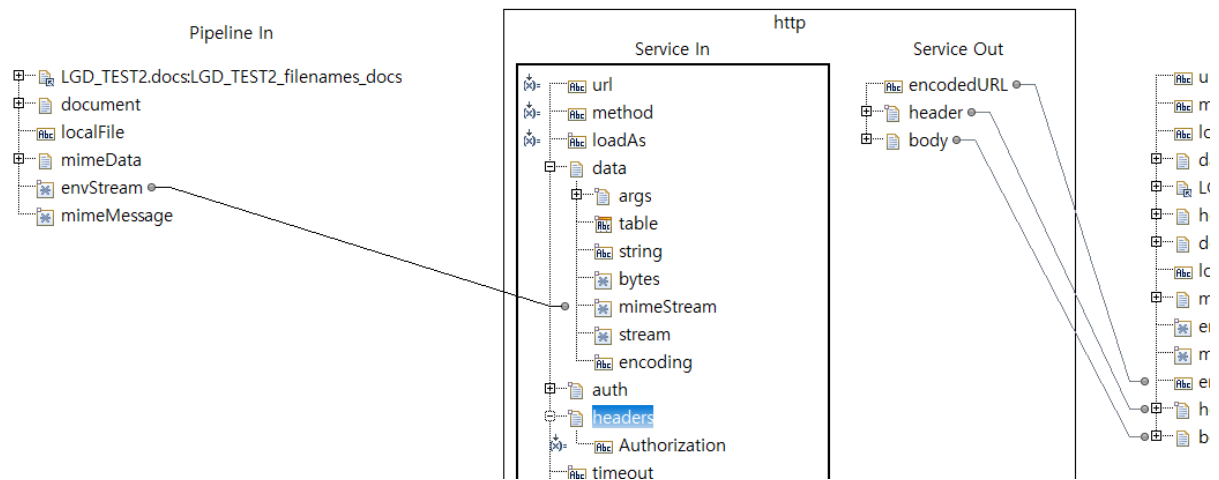 http
Pipeline In
Service In
Service Out
LGD_TEST2.docs:LGD_TEST2_filenames_docs
document
localFile
mimeData
envStream
mimeMessage
url
method
loadAs
data
args
table
string
bytes
mimeStream
stream
encoding
auth
headers
Authorization
timeout
encodedURL
header
body